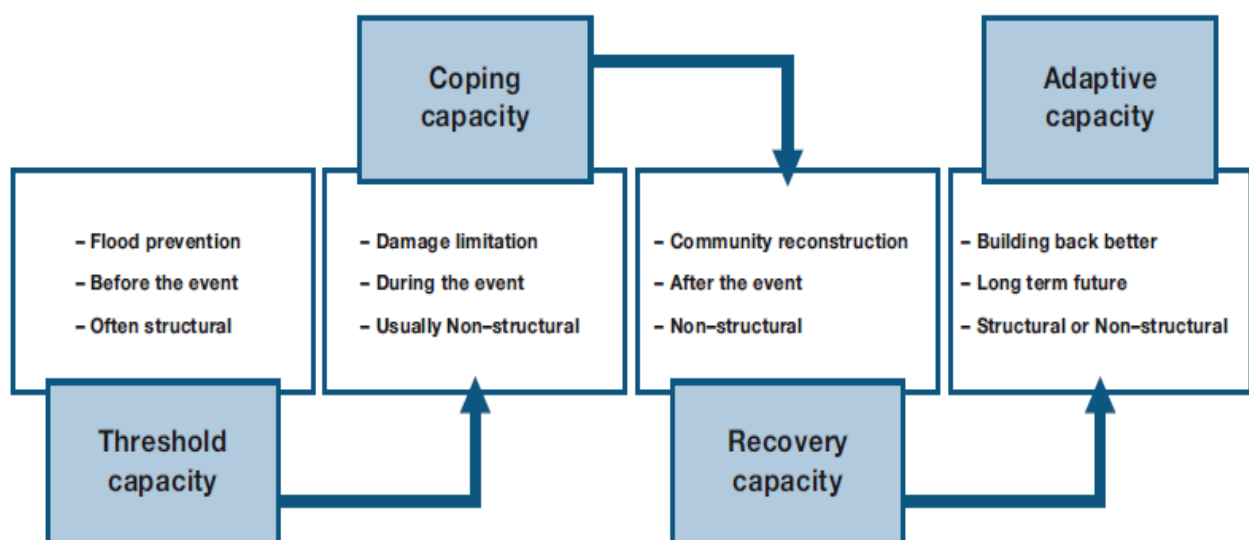 Coping
capacity
Adaptive
capacity
– Flood prevention
– Before the event
– Often structural
– Damage limitation
– During the event
– Usually Non–structural
– Community reconstruction
– After the event
– Non–structural
– Building back better
– Long term future
– Structural or Non–structural
Threshold
capacity
Recovery
capacity